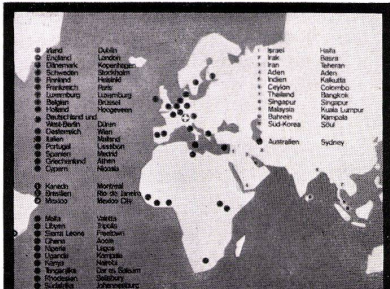 Irland Dublin
England London
Dänemark Kopenhagen
Schweden Stockholm
Finnland Helsinki
Frankreich Paris
Luxemburg Luxemburg
Belgien Brüssel
Holland Hoogeveen
Deutschland und
West-Berlin Düren
Oesterreich Wien
Italien Mailand
Portugal Lissabon
Spanien Madrid
Griechenland Athen
Cypern Nicosia
Kanada Montreal
Brasilien Rio de Janeiro
Mexico Mexico City
Malta Valetta
Libyen Tripolis
Sierra Leone Freetown
Ghana Accra
Nigeria Lagos
Uganda Kampala
Kenya Nairobi
Tanganjika Dar es Salaam
Rhodesien Salisbury
Südafrika Johannesburg
Israel Haifa
Irak Basra
Iran Teheran
Aden Aden
Indien Kalkutta
Ceylon Colombo
Thailand Bangkok
Singapur Singapur
Malaysia Kuala Lumpur
Bahrein Kampala
Sud-Korea Söul
Australien Sydney